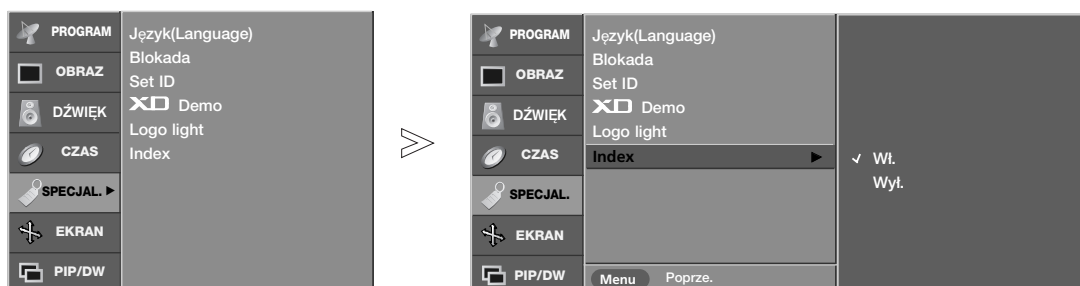 PROGRAM
OBRAZ
DŹWIĘK
CZAS
SPECJAL. ►
EKRAN
PIP/DW
Język(Language)
Blokada
Set ID
XD Demo
Logo light
Index
PROGRAM
OBRAZ
DŹWIĘK
CZAS
SPECJAL.
EKRAN
PIP/DW
Język(Language)
Blokada
Set ID
XD Demo
Logo light
Index ►
Menu Poprze.
✓ Wł.
Wył.